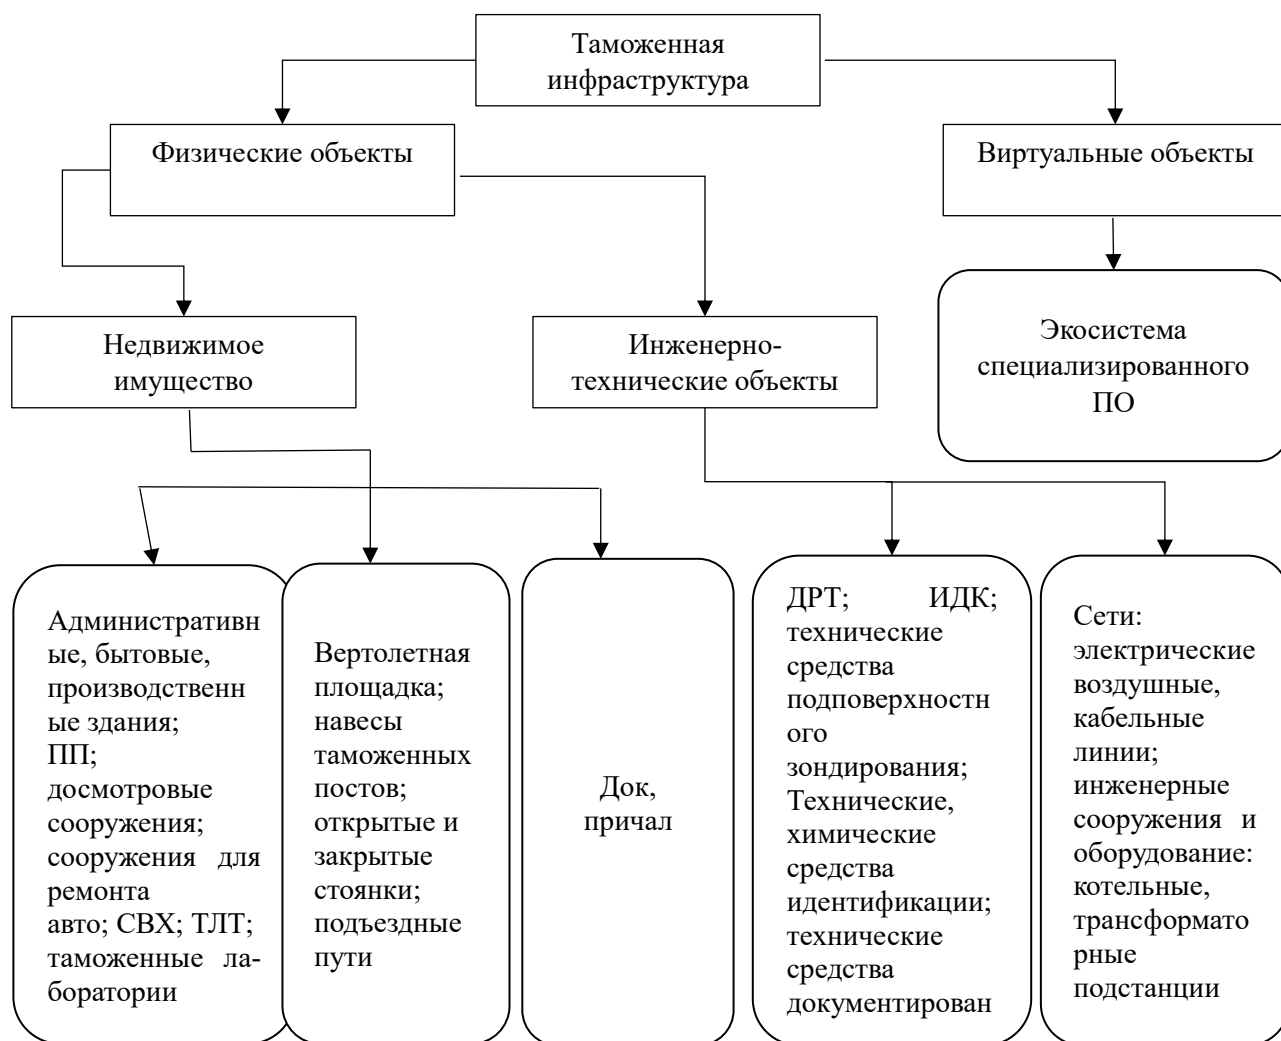 Таможенная
инфраструктура
Физические объекты
Виртуальные объекты
Недвижимое
имущество
Инженерно-
технические объекты
Экосистема
специализированного
ПО
Административн
ые, бытовые,
производственн
ые здания;
ПП;
досмотровые
сооружения;
сооружения для
ремонта
авто; СВХ; ТЛТ;
таможенные ла-
боратории
Вертолетная
площадка;
навесы
таможенных
постов;
открытые и
закрытые
стоянки;
подъездные
пути
Док,
причал
ДРТ; ИДК;
технические
средства
подповерхностн
ого
зондирования;
Технические,
химические
средства
идентификации;
технические
средства
документирован
Сети:
электрические
воздушные,
кабельные
линии;
инженерные
сооружения и
оборудование:
котельные,
трансформато
рные
подстанции